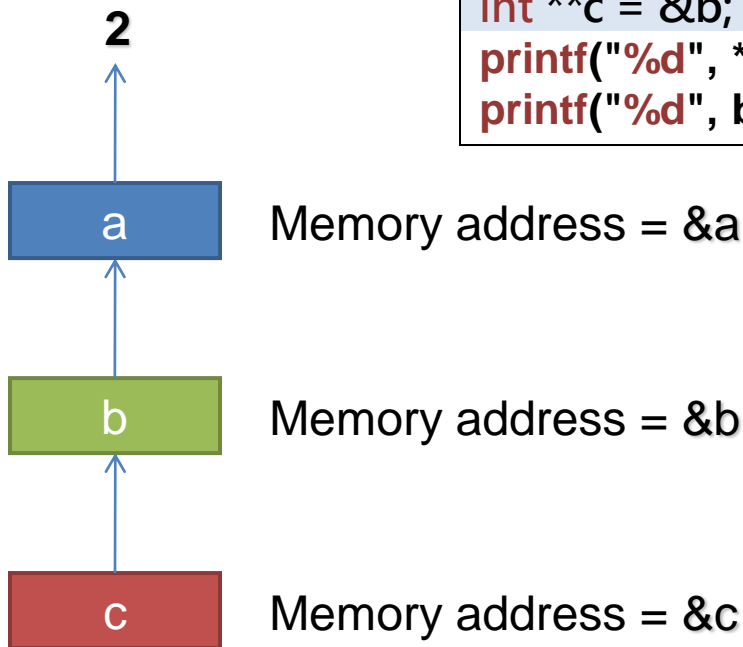 int **c = &b;
printf("%d", *
printf("%d", b
2
a
Memory address = &a
b
Memory address = &b
c
Memory address = &c